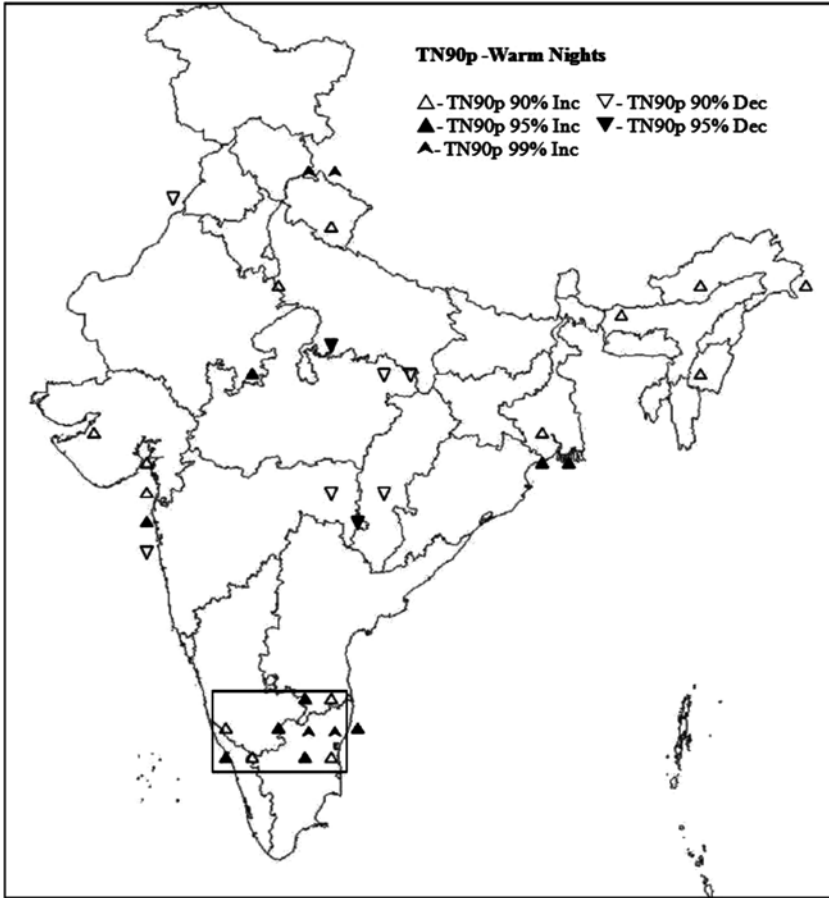 TN90p -Warm Nights
- TN90p 90% Inc - TN90p 90% Dec
- TN90p 95% Inc - TN90p 95% Dec
- TN90p 99% Inc